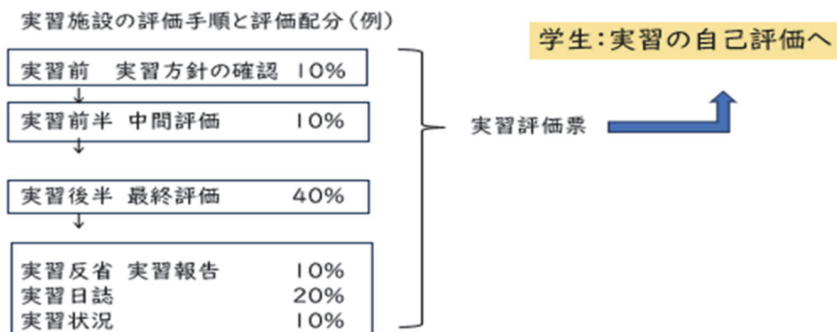 実習施設の評価手順と評価配分（例）
学生：実習の自己評価へ
実習前　実習方針の確認　10％
↓
実習前半　中間評価　10％
↓
実習評価票
実習後半　最終評価　40％
↓
実習反省　実習報告　10％
実習日誌　20％
実習状況　10％